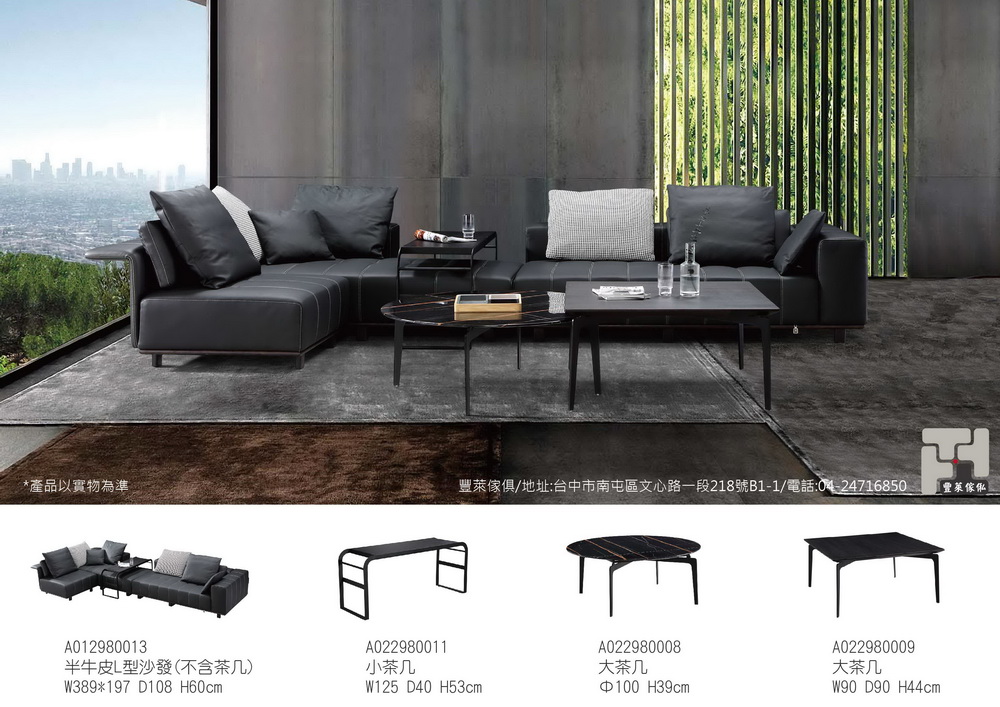 *產品以實物為準
豐萊傢俱/地址:台中市南屯區文心路一段218號B1-1/電話:04-24716850
豐萊傢俬
A012980013
半牛皮L型沙發(不含茶几)
W389*197 D108 H60cm
A022980011
小茶几
W125 D40 H53cm
A022980008
大茶几
Φ100 H39cm
A022980009
大茶几
W90 D90 H44cm